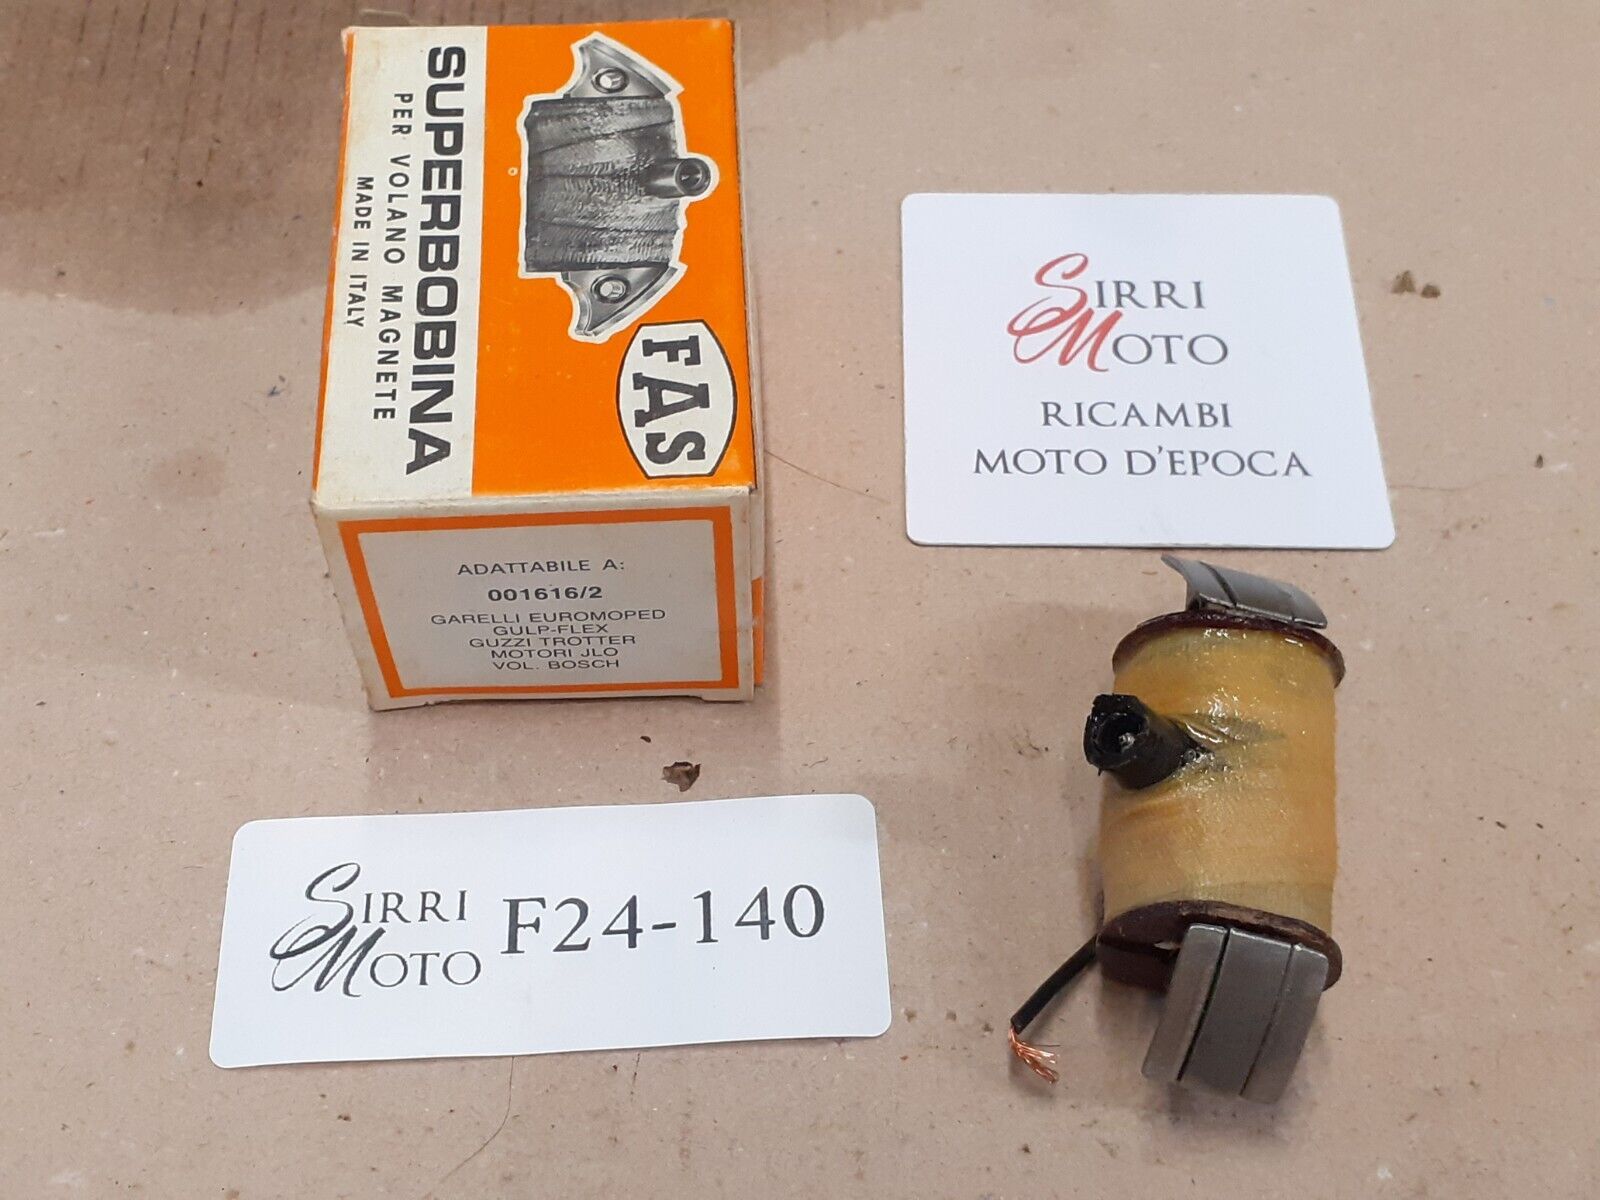 SUPERBOBINA
PER VOLANO MAGNETE
MADE IN ITALY
FAS
ADATTABILE A:
001616/2
GARELLI EUROMOPED
GULP-FLEX
GUZZI TROTTER
MOTORI JLO
VOL. BOSCH
SIRRI
MOTO
RICAMBI
MOTO D'EPOCA
SIRRI
MOTO
F24-140